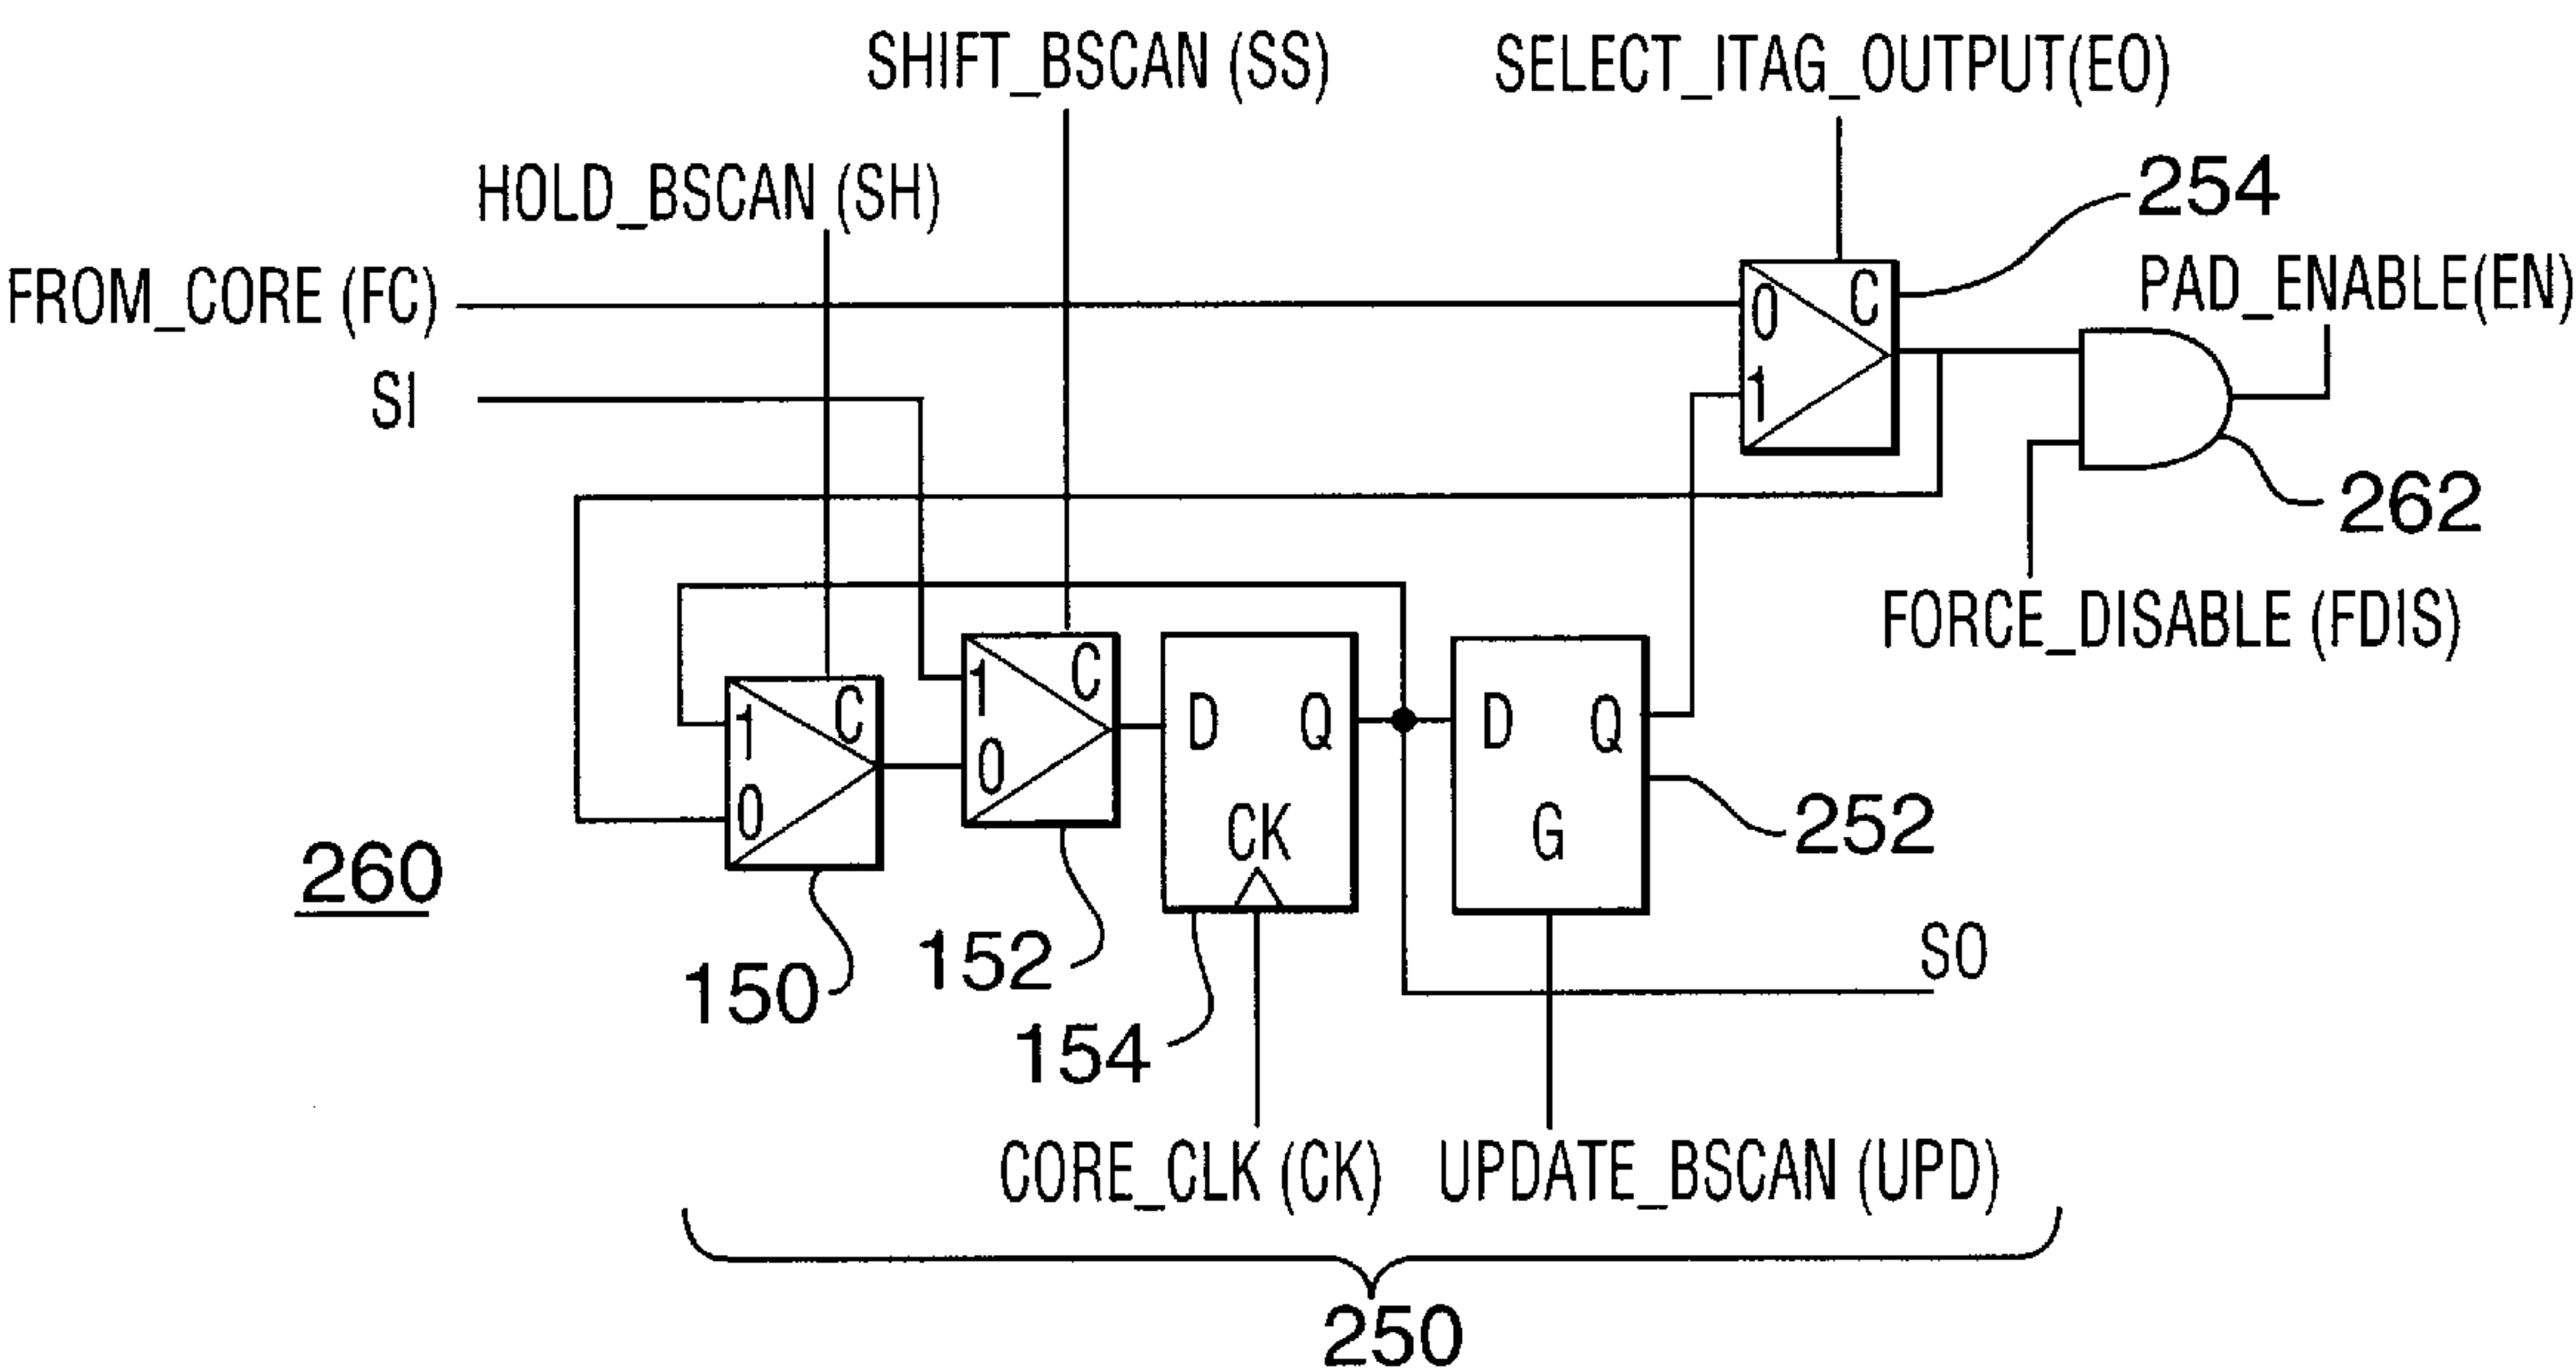 SHIFT_BSCAN (SS)
SELECT_ITAG_OUTPUT(EO)
HOLD_BSCAN (SH)
254
FROM_CORE (FC)
PAD_ENABLE(EN)
0
C
SI
1
262
FORCE_DISABLE (FDIS)
1
C
0
1
C
0
D
Q
CK
D
Q
G
252
260
150
152
154
SO
CORE_CLK (CK)
UPDATE_BSCAN (UPD)
250